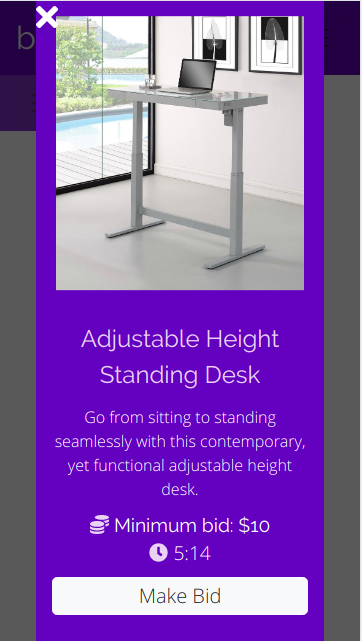 b
Adjustable Height
Standing Desk
Go from sitting to standing
seamlessly with this contemporary,
yet functional adjustable height
desk.
Minimum bid: $10
5:14
Make Bid